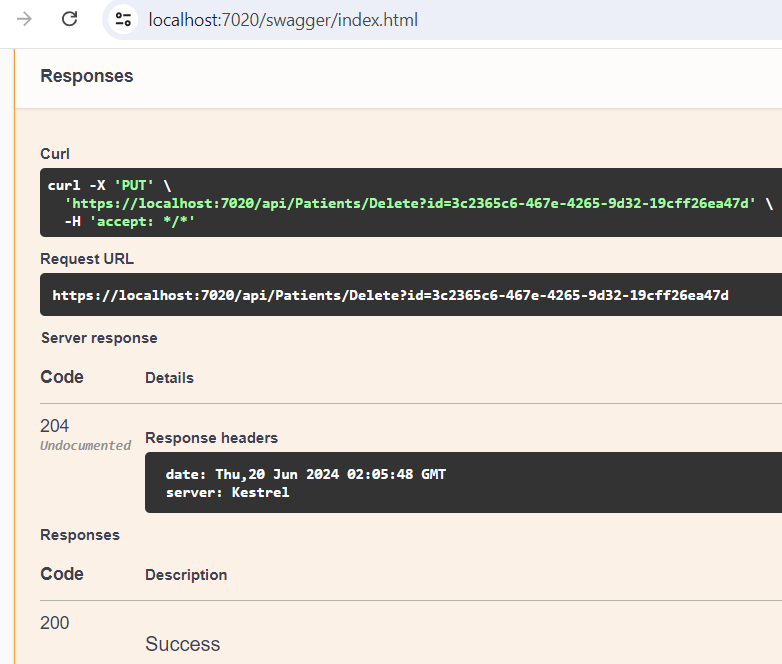 localhost:7020/swagger/index.html
Responses
Curl
curl -X 'PUT' \
'https://localhost:7020/api/Patients/Delete?id=3c2365c6-467e-4265-9d32-19cff26ea47d' \
-H 'accept: */*'
Request URL
https://localhost:7020/api/Patients/Delete?id=3c2365c6-467e-4265-9d32-19cff26ea47d
Server response
Code Details
204
Undocumented
Response headers
date: Thu,20 Jun 2024 02:05:48 GMT
server: Kestrel
Responses
Code Description
200
Success